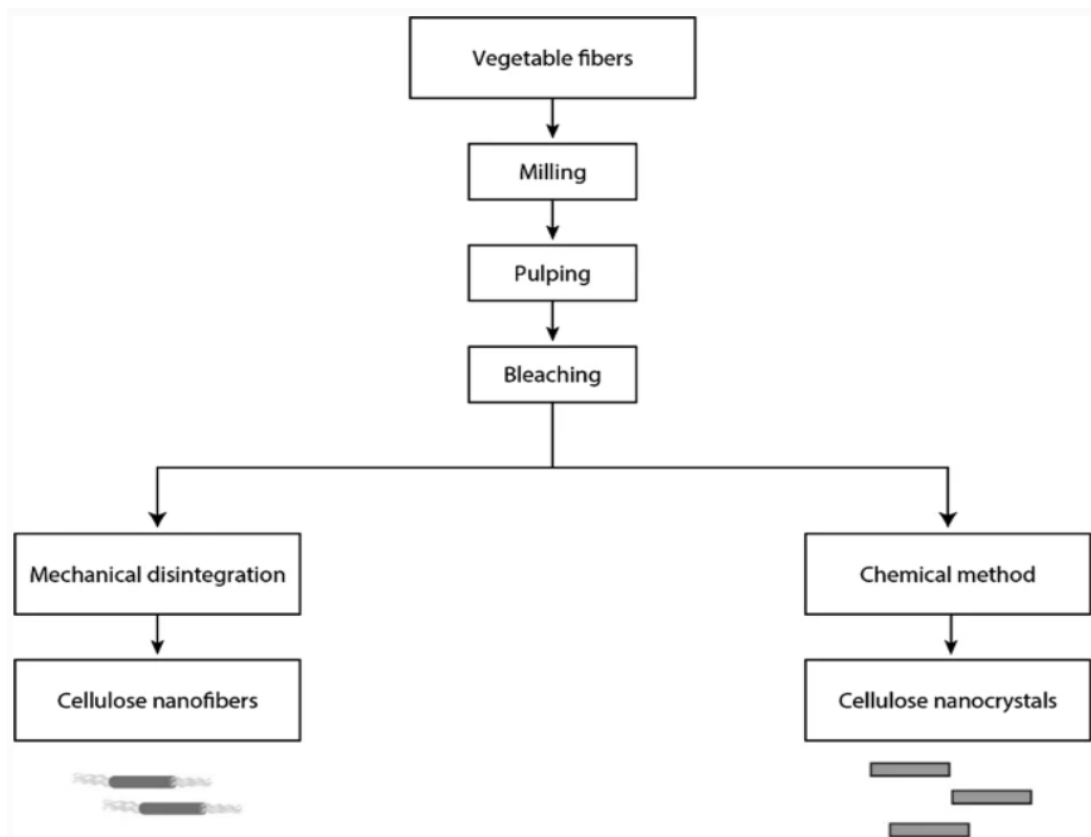 Vegetable fibers
Milling
Pulping
Bleaching
Mechanical disintegration
Chemical method
Cellulose nanofibers
Cellulose nanocrystals